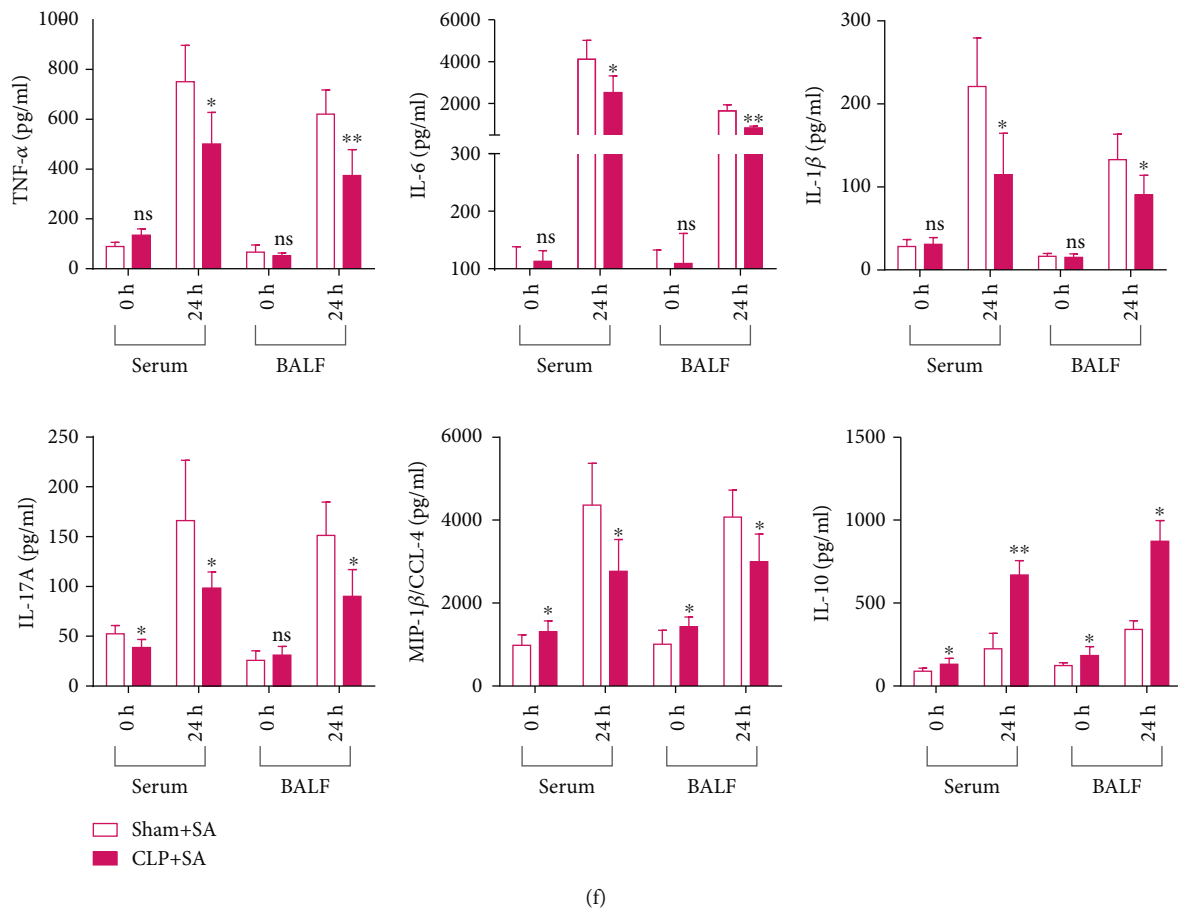 TNF-α (pg/ml)
1000
800
600
400
200
0
ns
*
ns
**
0 h
24 h
0 h
24 h
Serum
BALF
IL-6 (pg/ml)
6000
4000
2000
300
200
100
ns
*
ns
**
0 h
24 h
0 h
24 h
Serum
BALF
IL-1β (pg/ml)
300
200
100
0
ns
*
ns
*
0 h
24 h
0 h
24 h
Serum
BALF
IL-17A (pg/ml)
250
200
150
100
50
0
*
*
ns
*
0 h
24 h
0 h
24 h
Serum
BALF
MIP-1β/CCL-4 (pg/ml)
6000
4000
2000
0
*
*
*
*
0 h
24 h
0 h
24 h
Serum
BALF
IL-10 (pg/ml)
1500
1000
500
0
*
**
*
*
0 h
24 h
0 h
24 h
Serum
BALF
Sham+SA
CLP+SA
(f)